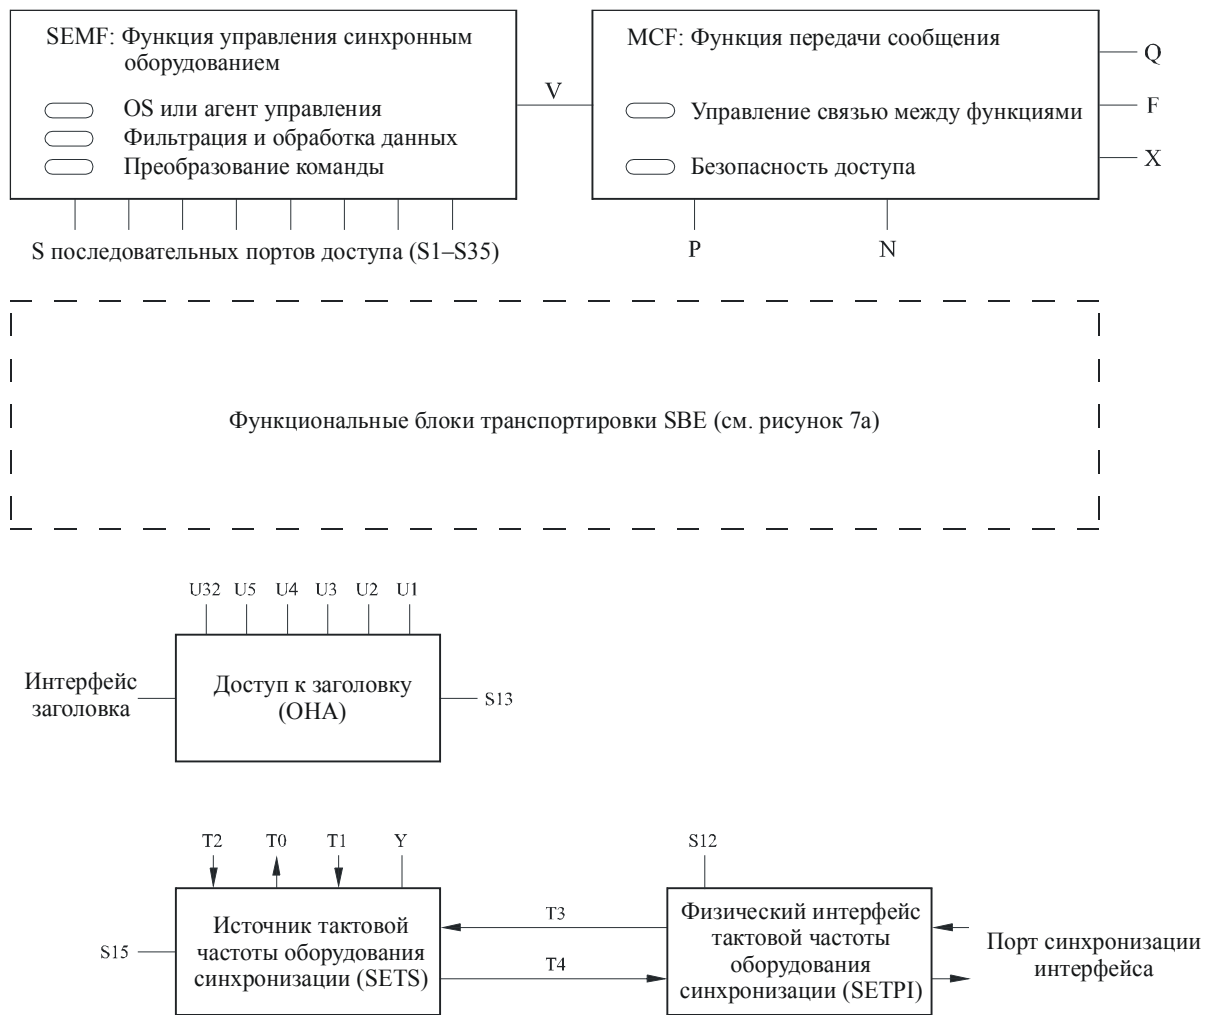 SEMF: Функция управления синхронным
оборудованием
OS или агент управления
Фильтрация и обработка данных
Преобразование команды
V
MCF: Функция передачи сообщения
Управление связью между функциями
Безопасность доступа
Q
F
X
S последовательных портов доступа (S1–S35)
P
N
Функциональные блоки транспортировки SBE (см. рисунок 7a)
U32 U5 U4 U3 U2 U1
Интерфейс
заголовка
Доступ к заголовку
(OHA)
S13
T2 T0 T1 Y
S15
Источник тактовой
частоты оборудования
синхронизации (SETS)
T3
T4
S12
Физический интерфейс
тактовой частоты
оборудования
синхронизации (SETPI)
Порт синхронизации
интерфейса